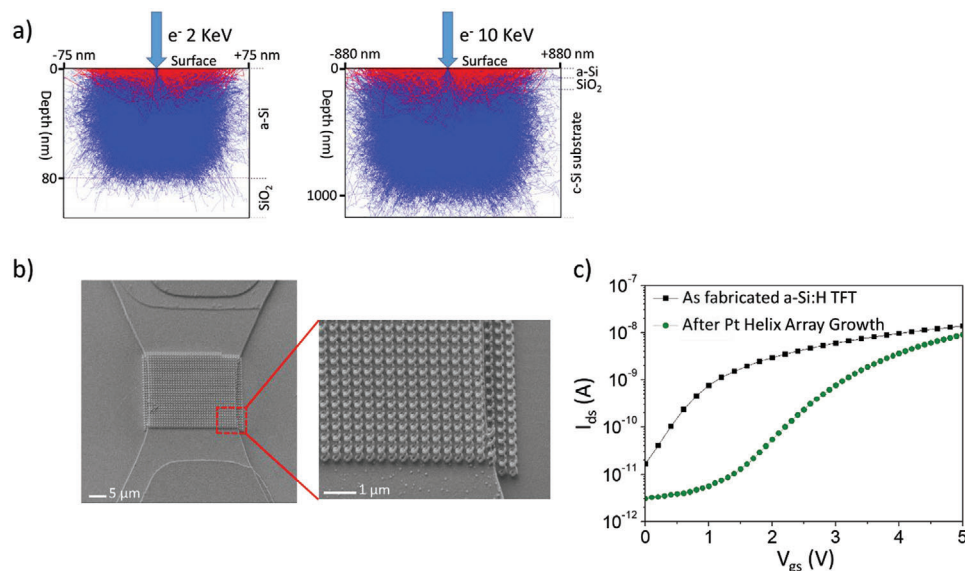 a)
e⁻ 2 KeV
-75 nm
+75 nm
Surface
0
80
Depth (nm)
a-Si
SiO₂
e⁻ 10 KeV
-880 nm
+880 nm
Surface
0
1000
Depth (nm)
a-Si
SiO₂
c-Si substrate
b)
5 μm
1 μm
c)
As fabricated a-Si:H TFT
After Pt Helix Array Growth
10⁻⁷
10⁻⁸
10⁻⁹
10⁻¹⁰
10⁻¹¹
10⁻¹²
I_ds (A)
0 1 2 3 4 5
V_gs (V)